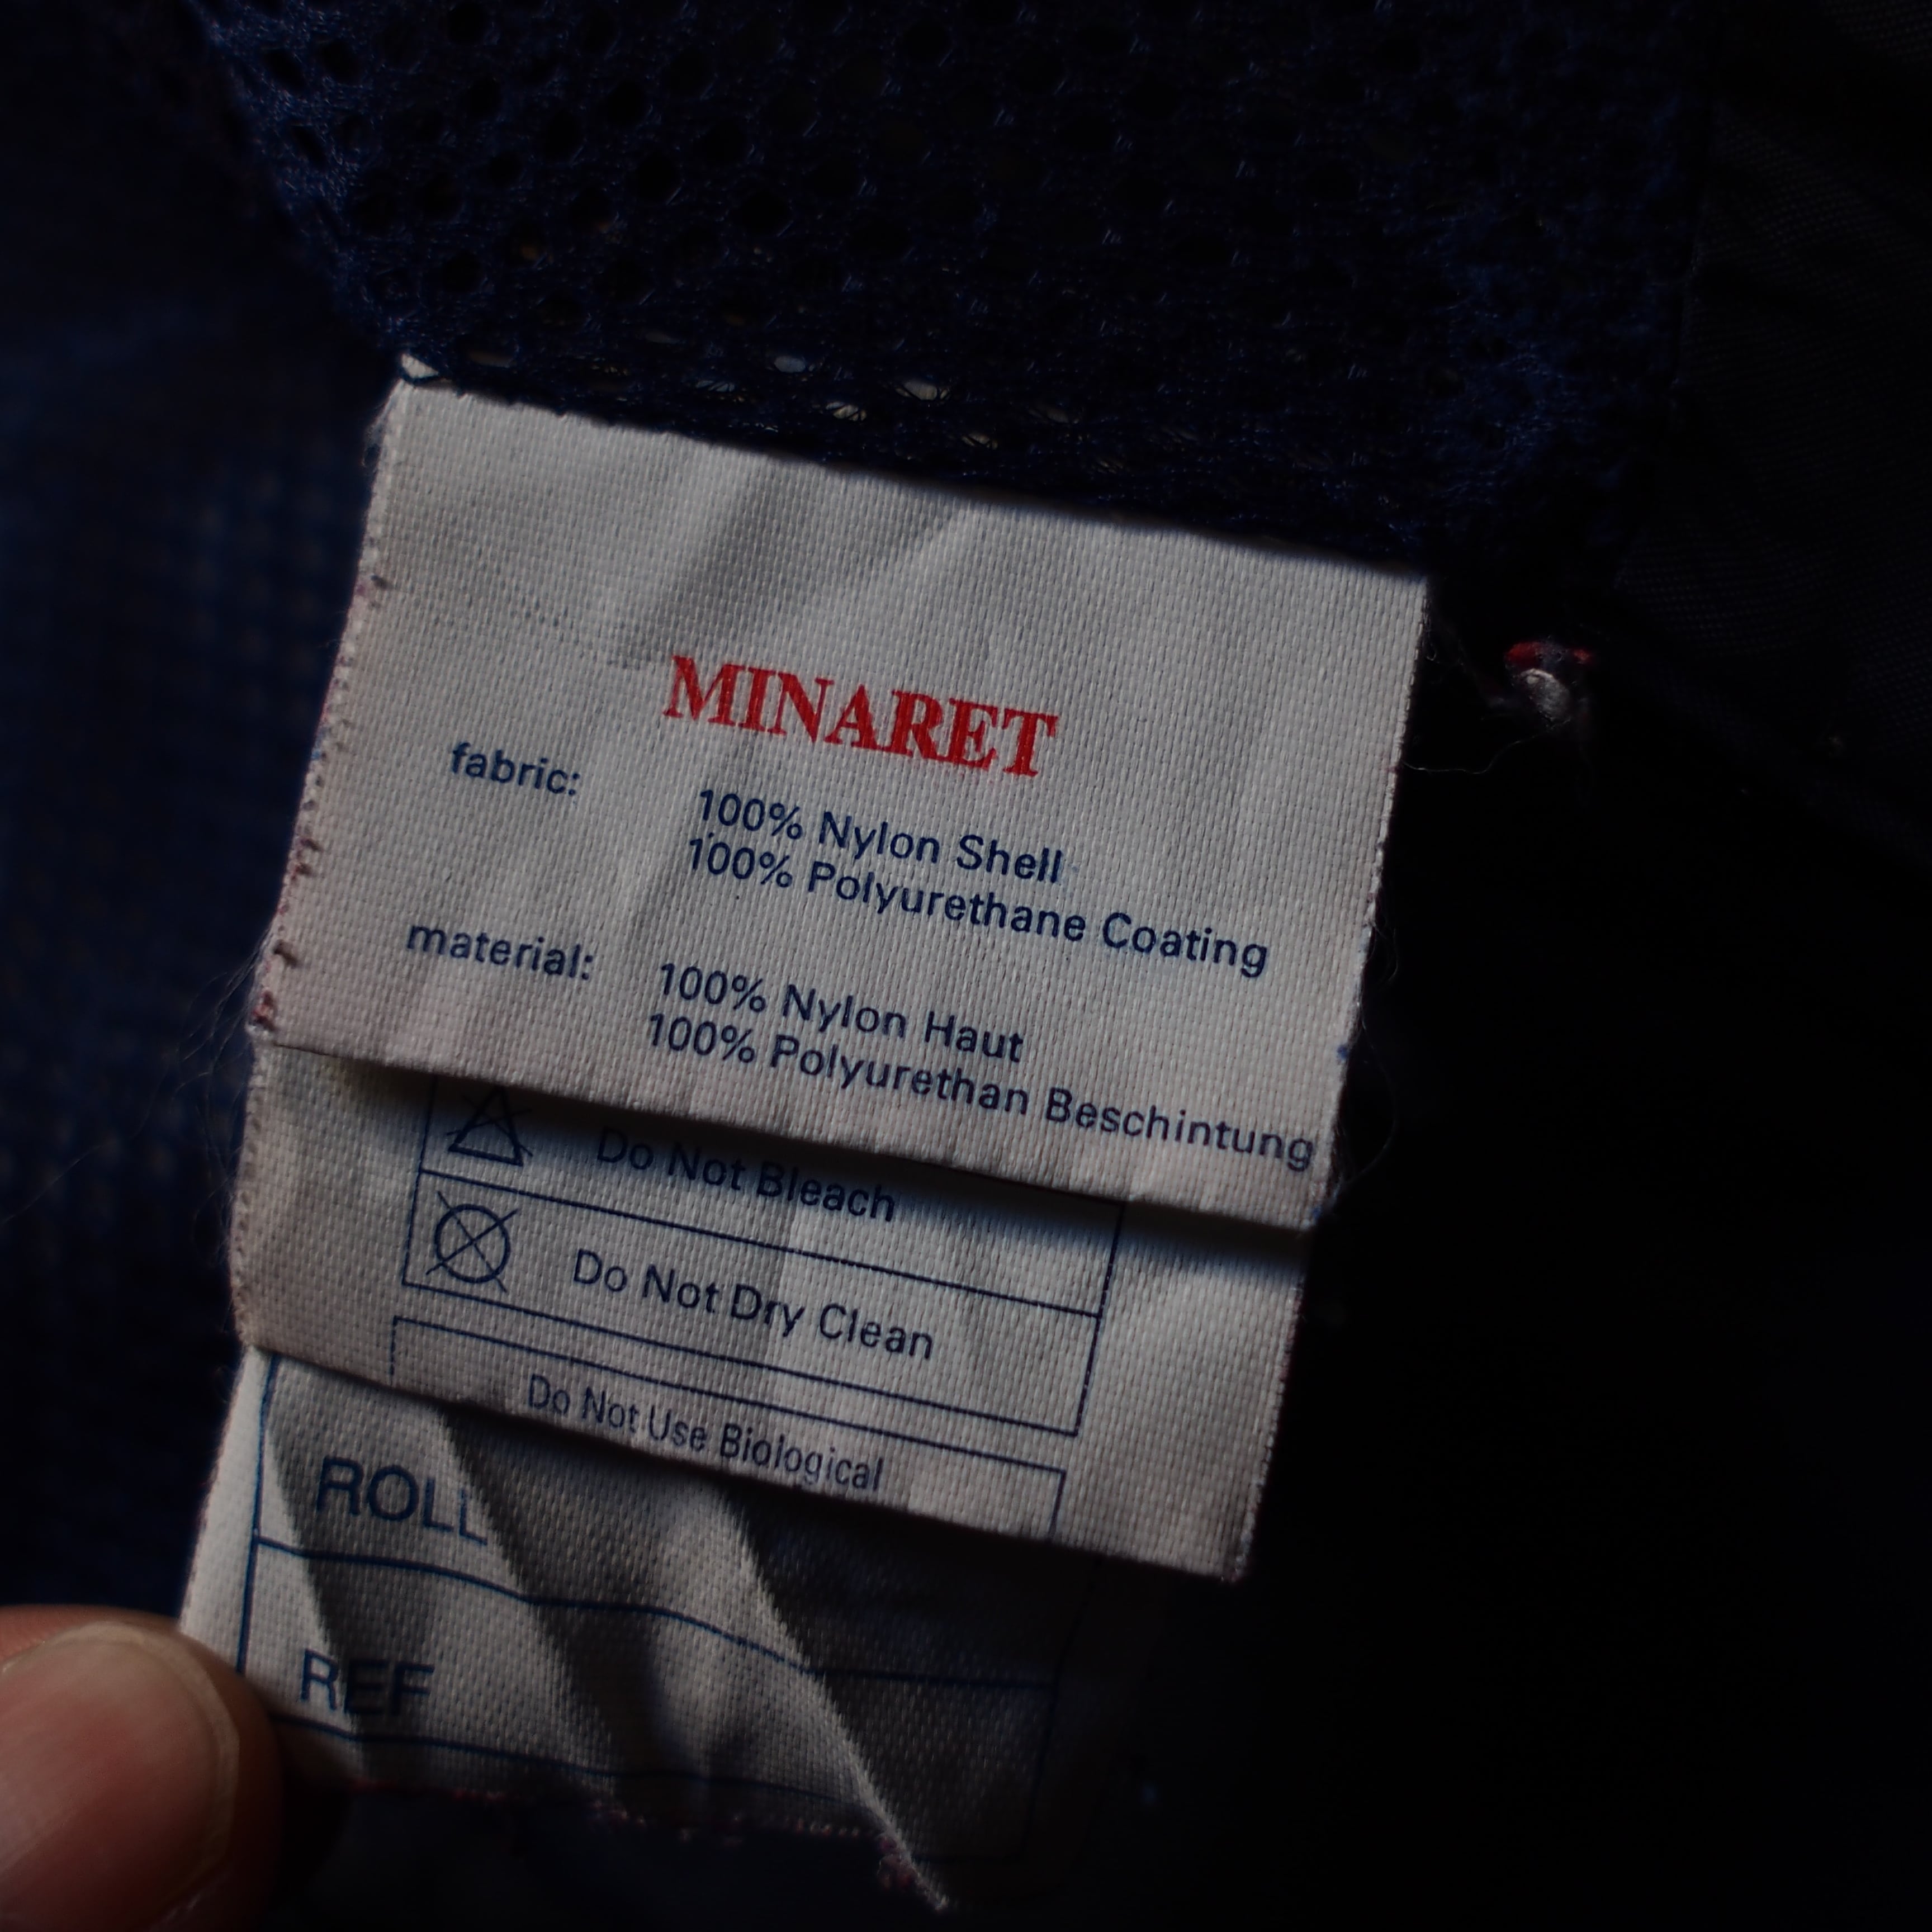 MINARET
fabric:
100% Nylon Shell
100% Polyurethane Coating
material:
100% Nylon Haut
100% Polyurethan Beschintung
Do Not Bleach
Do Not Dry Clean
Do Not Use Biological
ROLL
REF